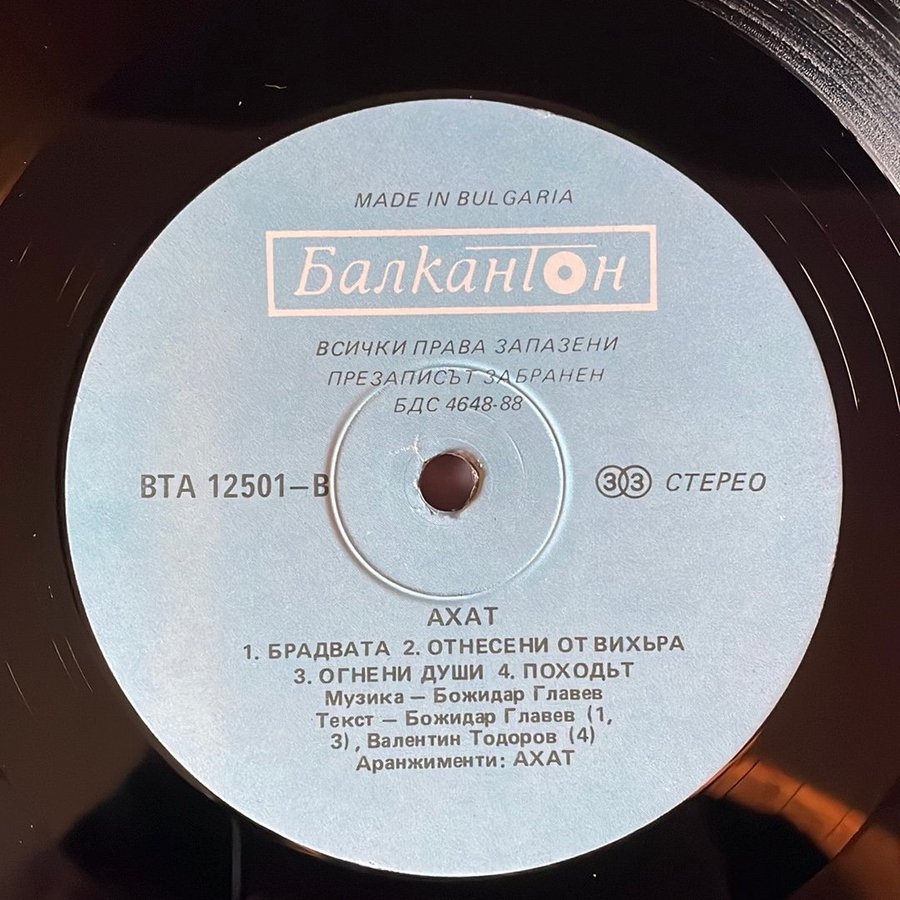 MADE IN BULGARIA
Балкантон
ВСИЧКИ ПРАВА ЗАПАЗЕНИ
ПРЕЗАПИСЪТ ЗАБРАНЕН
БДС 4648-88
ВТА 12501–В
33 СТЕРЕО
АХАТ
1. БРАДВАТА 2. ОТНЕСЕНИ ОТ ВИХЪРА
3. ОГНЕНИ ДУШИ 4. ПОХОДЪТ
Музика – Божидар Главев
Текст – Божидар Главев (1,
3), Валентин Тодоров (4)
Аранжименти: АХАТ